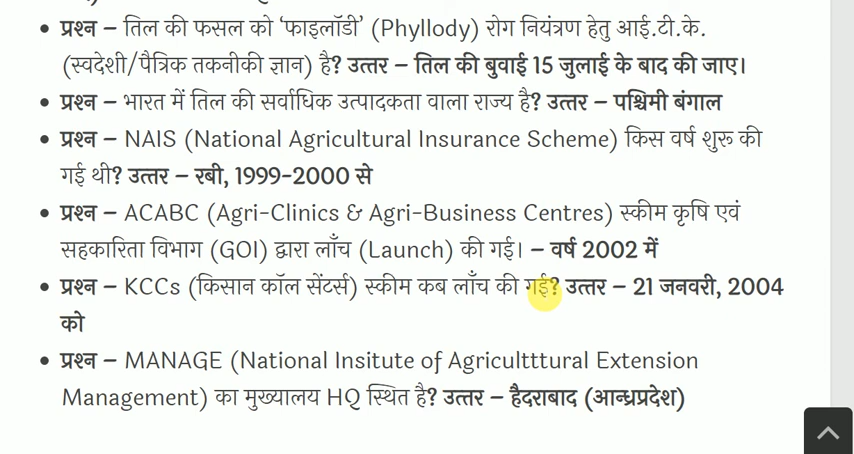 • प्रश्न – तिल की फसल को ‘फाइलॉडी’ (Phyllody) रोग नियंत्रण हेतु आई.टी.के.
(स्वदेशी/पैत्रिक तकनीकी ज्ञान) है? उत्तर – तिल की बुवाई 15 जुलाई के बाद की जाए।
• प्रश्न – भारत में तिल की सर्वाधिक उत्पादकता वाला राज्य है? उत्तर – पश्चिमी बंगाल
• प्रश्न – NAIS (National Agricultural Insurance Scheme) किस वर्ष शुरू की
गई थी? उत्तर – रबी, 1999-2000 से
• प्रश्न – ACABC (Agri-Clinics & Agri-Business Centres) स्कीम कृषि एवं
सहकारिता विभाग (GOI) द्वारा लाँच (Launch) की गई। – वर्ष 2002 में
• प्रश्न – KCCs (किसान कॉल सेंटर्स) स्कीम कब लाँच की गई? उत्तर – 21 जनवरी, 2004
को
• प्रश्न – MANAGE (National Insitute of Agricultttural Extension
Management) का मुख्यालय HQ स्थित है? उत्तर – हैदराबाद (आन्ध्रप्रदेश)